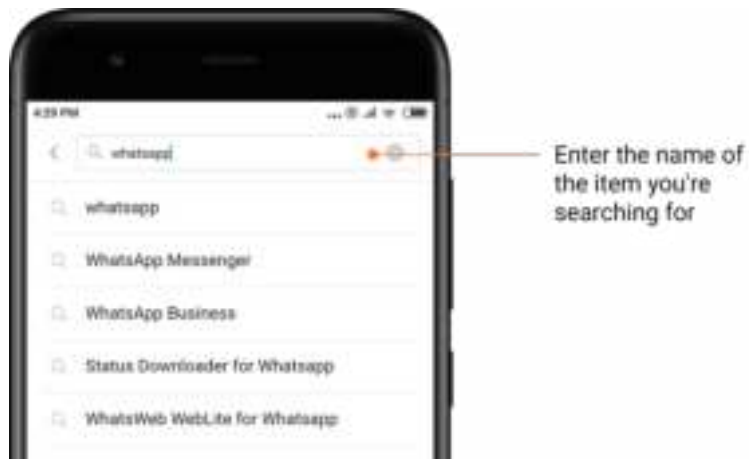 4:29 PM
whatsapp
Enter the name of
the item you're
searching for
whatsapp
WhatsApp Messenger
WhatsApp Business
Status Downloader for Whatsapp
WhatsWeb WebLite for Whatsapp